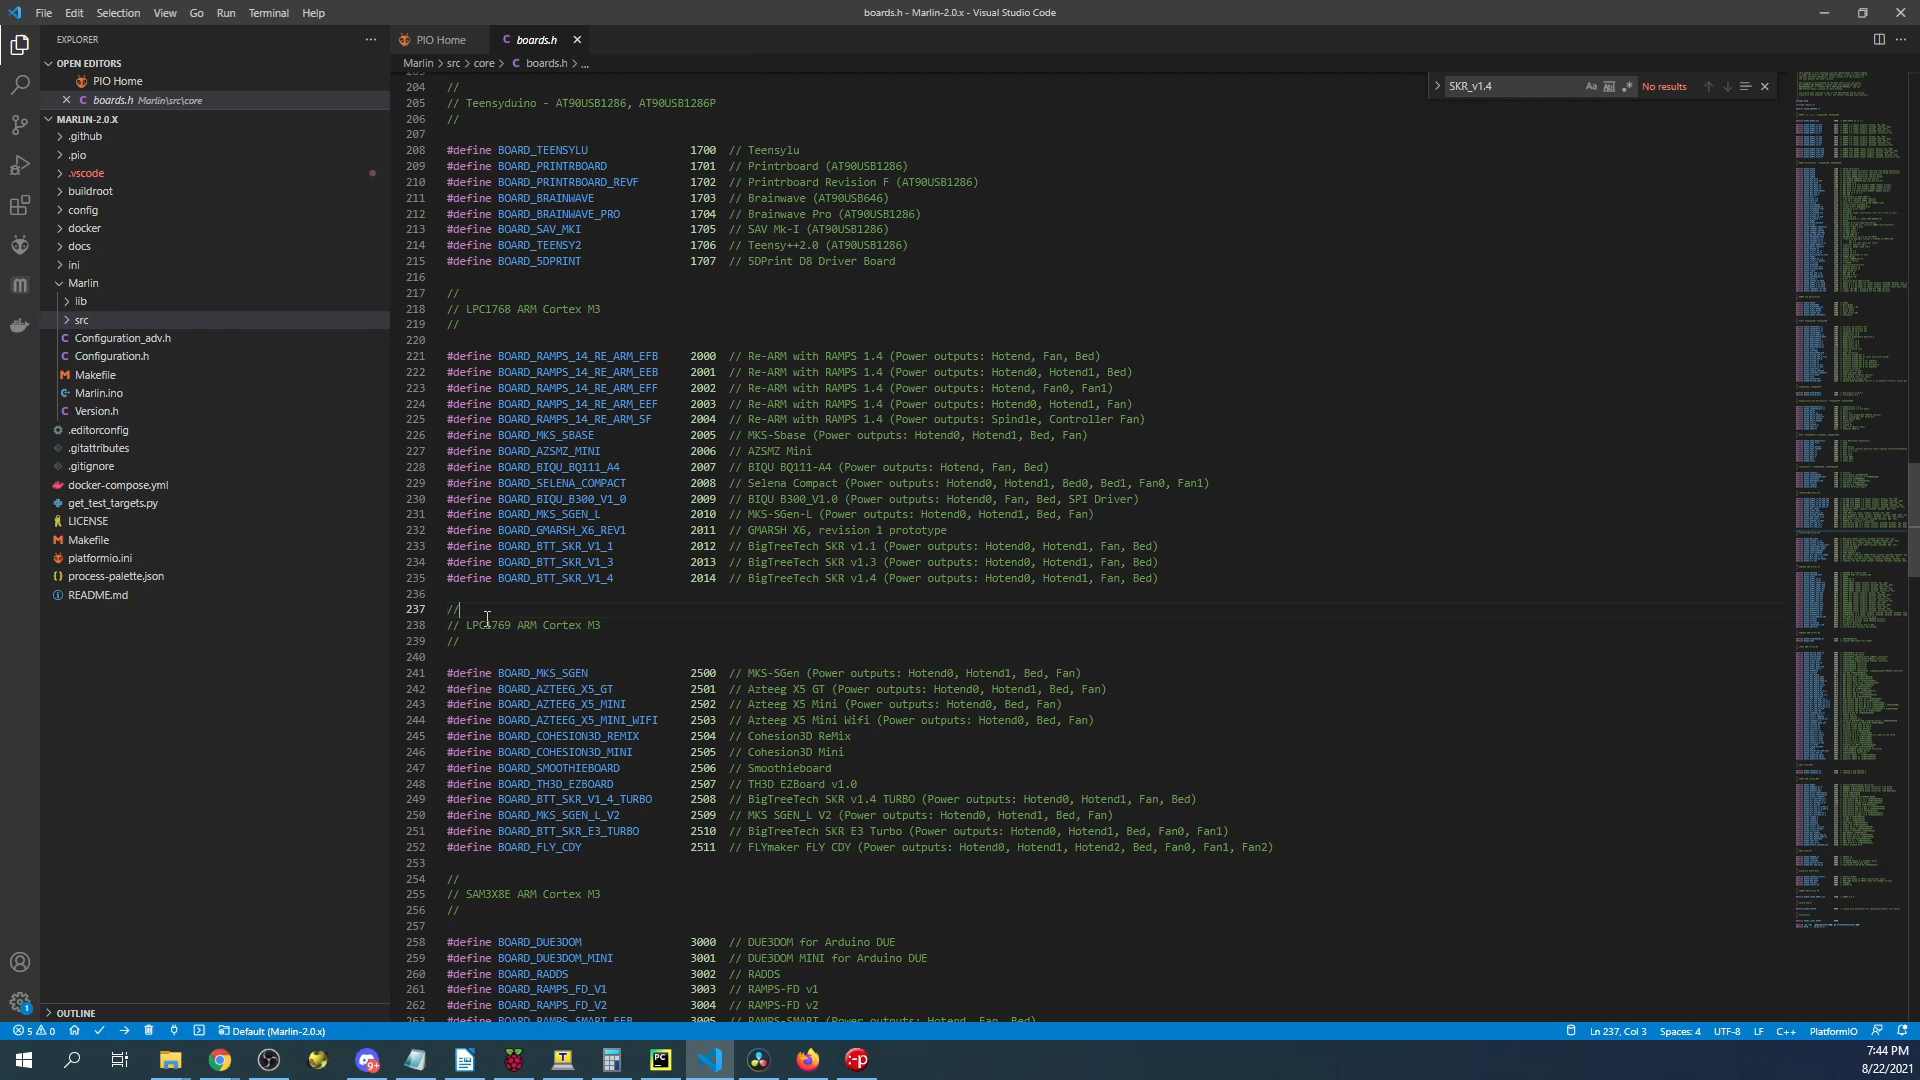 File Edit Selection View Go Run Terminal Help
boards.h - Marlin-2.0.x - Visual Studio Code
EXPLORER
OPEN EDITORS
PIO Home
boards.h Marlin\src\core
MARLIN-2.0.X
.github
.pio
.vscode
buildroot
config
docker
docs
ini
Marlin
lib
src
Configuration_adv.h
Configuration.h
Makefile
Marlin.ino
Version.h
.editorconfig
.gitattributes
.gitignore
docker-compose.yml
get_test_targets.py
LICENSE
Makefile
platformio.ini
process-palette.json
README.md
OUTLINE
PIO Home
boards.h
Marlin > src > core > C boards.h > ...
SKR_v1.4 Aa No results
203
204 //
205 // Teensyduino - AT90USB1286, AT90USB1286P
206 //
207
208 #define BOARD_TEENSYLU 1700 // Teensylu
209 #define BOARD_PRINTRBOARD 1701 // Printrboard (AT90USB1286)
210 #define BOARD_PRINTRBOARD_REVF 1702 // Printrboard Revision F (AT90USB1286)
211 #define BOARD_BRAINWAVE 1703 // Brainwave (AT90USB646)
212 #define BOARD_BRAINWAVE_PRO 1704 // Brainwave Pro (AT90USB1286)
213 #define BOARD_SAV_MKI 1705 // SAV Mk-I (AT90USB1286)
214 #define BOARD_TEENSY2 1706 // Teensy++2.0 (AT90USB1286)
215 #define BOARD_5DPRINT 1707 // 5DPrint D8 Driver Board
216
217 //
218 // LPC1768 ARM Cortex M3
219 //
220
221 #define BOARD_RAMPS_14_RE_ARM_EFB 2000 // Re-ARM with RAMPS 1.4 (Power outputs: Hotend, Fan, Bed)
222 #define BOARD_RAMPS_14_RE_ARM_EEB 2001 // Re-ARM with RAMPS 1.4 (Power outputs: Hotend0, Hotend1, Bed)
223 #define BOARD_RAMPS_14_RE_ARM_EFF 2002 // Re-ARM with RAMPS 1.4 (Power outputs: Hotend, Fan0, Fan1)
224 #define BOARD_RAMPS_14_RE_ARM_EEF 2003 // Re-ARM with RAMPS 1.4 (Power outputs: Hotend0, Hotend1, Fan)
225 #define BOARD_RAMPS_14_RE_ARM_SF 2004 // Re-ARM with RAMPS 1.4 (Power outputs: Spindle, Controller Fan)
226 #define BOARD_MKS_SBASE 2005 // MKS-Sbase (Power outputs: Hotend0, Hotend1, Bed, Fan)
227 #define BOARD_AZSMZ_MINI 2006 // AZSMZ Mini
228 #define BOARD_BIQU_BQ111_A4 2007 // BIQU BQ111-A4 (Power outputs: Hotend, Fan, Bed)
229 #define BOARD_SELENA_COMPACT 2008 // Selena Compact (Power outputs: Hotend0, Hotend1, Bed0, Bed1, Fan0, Fan1)
230 #define BOARD_BIQU_B300_V1_0 2009 // BIQU B300_V1.0 (Power outputs: Hotend0, Fan, Bed, SPI Driver)
231 #define BOARD_MKS_SGEN_L 2010 // MKS-SGen-L (Power outputs: Hotend0, Hotend1, Bed, Fan)
232 #define BOARD_GMARSH_X6_REV1 2011 // GMARSH X6, revision 1 prototype
233 #define BOARD_BTT_SKR_V1_1 2012 // BigTreeTech SKR v1.1 (Power outputs: Hotend0, Hotend1, Fan, Bed)
234 #define BOARD_BTT_SKR_V1_3 2013 // BigTreeTech SKR v1.3 (Power outputs: Hotend0, Hotend1, Fan, Bed)
235 #define BOARD_BTT_SKR_V1_4 2014 // BigTreeTech SKR v1.4 (Power outputs: Hotend0, Hotend1, Fan, Bed)
236
237 //
238 // LPC1769 ARM Cortex M3
239 //
240
241 #define BOARD_MKS_SGEN 2500 // MKS-SGen (Power outputs: Hotend0, Hotend1, Bed, Fan)
242 #define BOARD_AZTEEG_X5_GT 2501 // Azteeg X5 GT (Power outputs: Hotend0, Hotend1, Bed, Fan)
243 #define BOARD_AZTEEG_X5_MINI 2502 // Azteeg X5 Mini (Power outputs: Hotend0, Bed, Fan)
244 #define BOARD_AZTEEG_X5_MINI_WIFI 2503 // Azteeg X5 Mini Wifi (Power outputs: Hotend0, Bed, Fan)
245 #define BOARD_COHESION3D_REMIX 2504 // Cohesion3D ReMix
246 #define BOARD_COHESION3D_MINI 2505 // Cohesion3D Mini
247 #define BOARD_SMOOTHIEBOARD 2506 // Smoothieboard
248 #define BOARD_TH3D_EZBOARD 2507 // TH3D EZBoard v1.0
249 #define BOARD_BTT_SKR_V1_4_TURBO 2508 // BigTreeTech SKR v1.4 TURBO (Power outputs: Hotend0, Hotend1, Fan, Bed)
250 #define BOARD_MKS_SGEN_L_V2 2509 // MKS SGEN_L V2 (Power outputs: Hotend0, Hotend1, Bed, Fan)
251 #define BOARD_BTT_SKR_E3_TURBO 2510 // BigTreeTech SKR E3 Turbo (Power outputs: Hotend0, Hotend1, Bed, Fan0, Fan1)
252 #define BOARD_FLY_CDY 2511 // FLYmaker FLY CDY (Power outputs: Hotend0, Hotend1, Hotend2, Bed, Fan0, Fan1, Fan2)
253
254 //
255 // SAM3X8E ARM Cortex M3
256 //
257
258 #define BOARD_DUE3DOM 3000 // DUE3DOM for Arduino DUE
259 #define BOARD_DUE3DOM_MINI 3001 // DUE3DOM MINI for Arduino DUE
260 #define BOARD_RADDS 3002 // RADDS
261 #define BOARD_RAMPS_FD_V1 3003 // RAMPS-FD v1
262 #define BOARD_RAMPS_FD_V2 3004 // RAMPS-FD v2
263 #define BOARD_RAMPS_SMART_EEB 3005 // RAMPS-SMART (Power outputs: Hotend, Fan, Bed)
5 0 Default (Marlin-2.0.x) Ln 237, Col 3 Spaces: 4 UTF-8 LF C++ PlatformIO
7:44 PM
8/22/2021